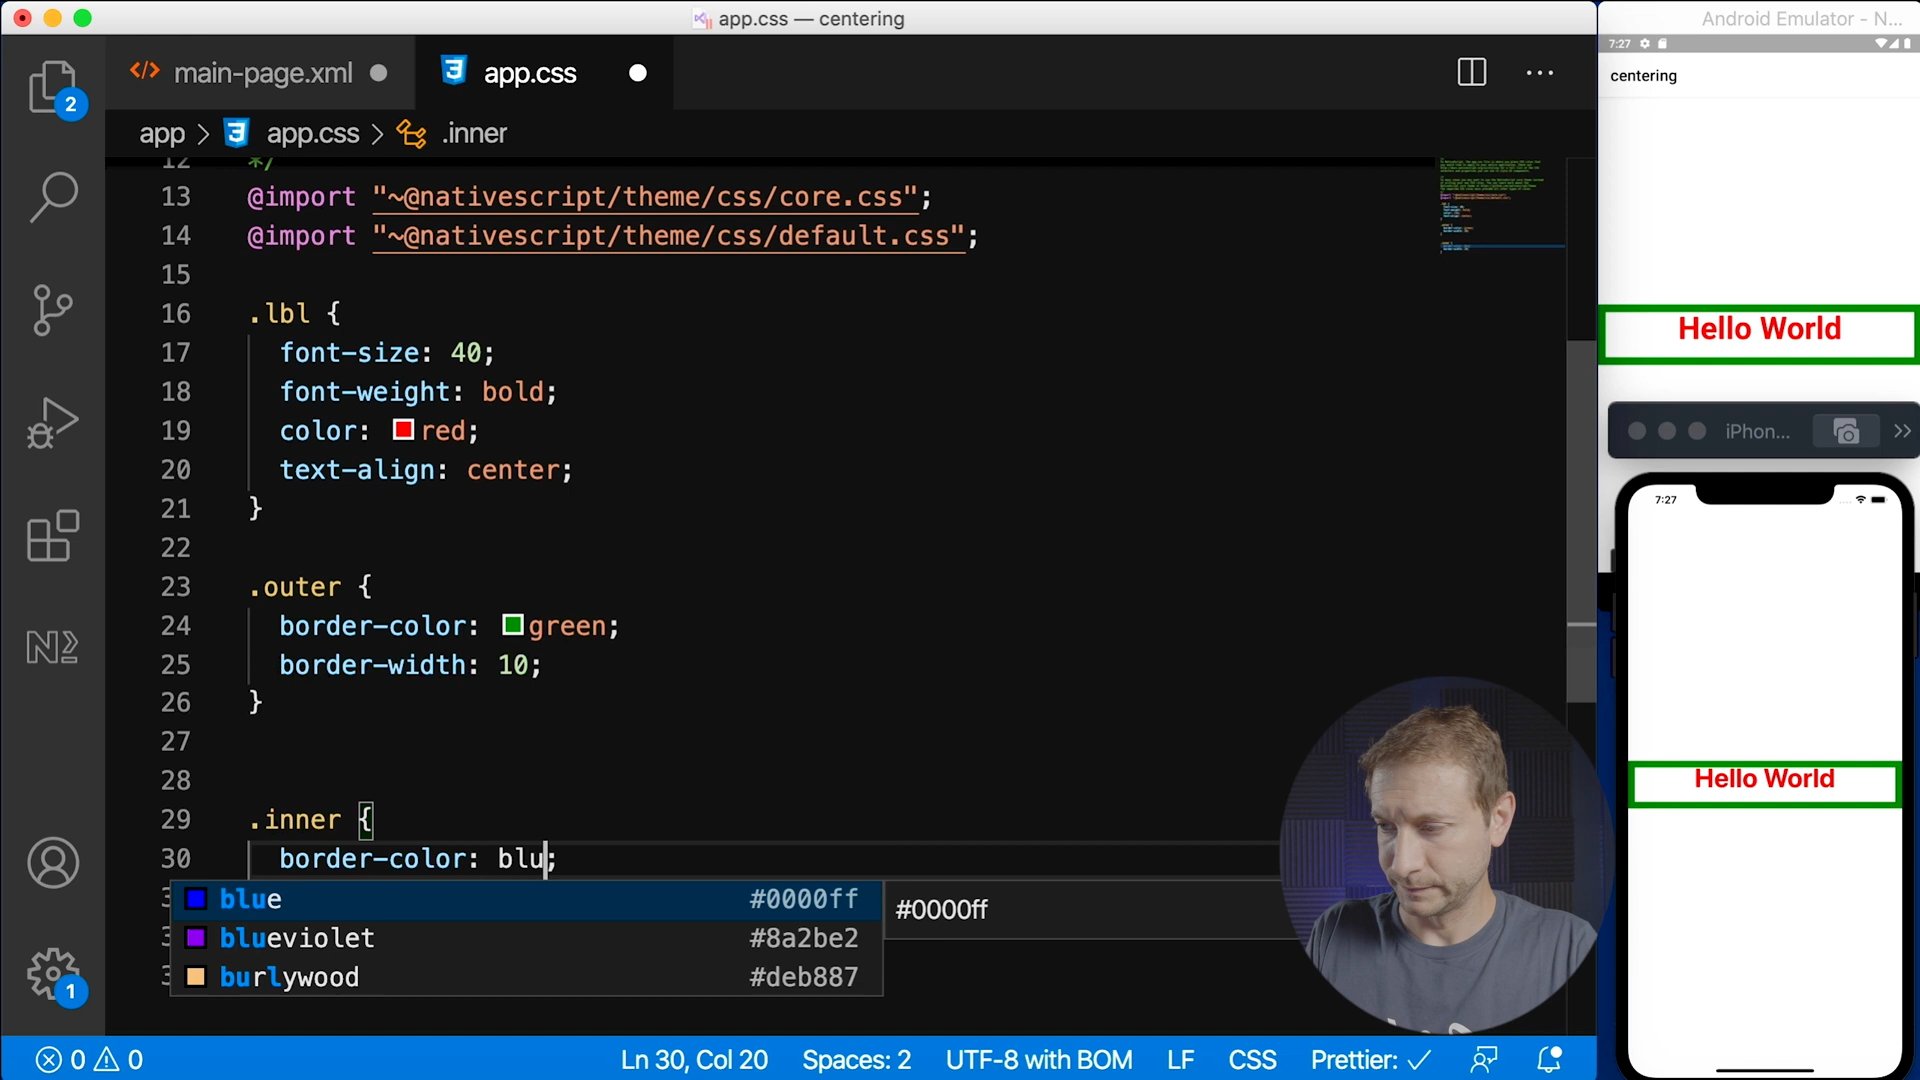 app.css — centering
Android Emulator - N...
main-page.xml
app.css
7:27
centering
app > app.css > .inner
12 */
13 @import "~@nativescript/theme/css/core.css";
14 @import "~@nativescript/theme/css/default.css";
15
16 .lbl {
17 font-size: 40;
18 font-weight: bold;
19 color: red;
20 text-align: center;
21 }
22
23 .outer {
24 border-color: green;
25 border-width: 10;
26 }
27
28
29 .inner {
30 border-color: blu;
blue #0000ff
#0000ff
blueviolet #8a2be2
burlywood #deb887
2
1
Hello World
iPhon...
7:27
Hello World
0 0
Ln 30, Col 20
Spaces: 2
UTF-8 with BOM
LF
CSS
Prettier: ✓